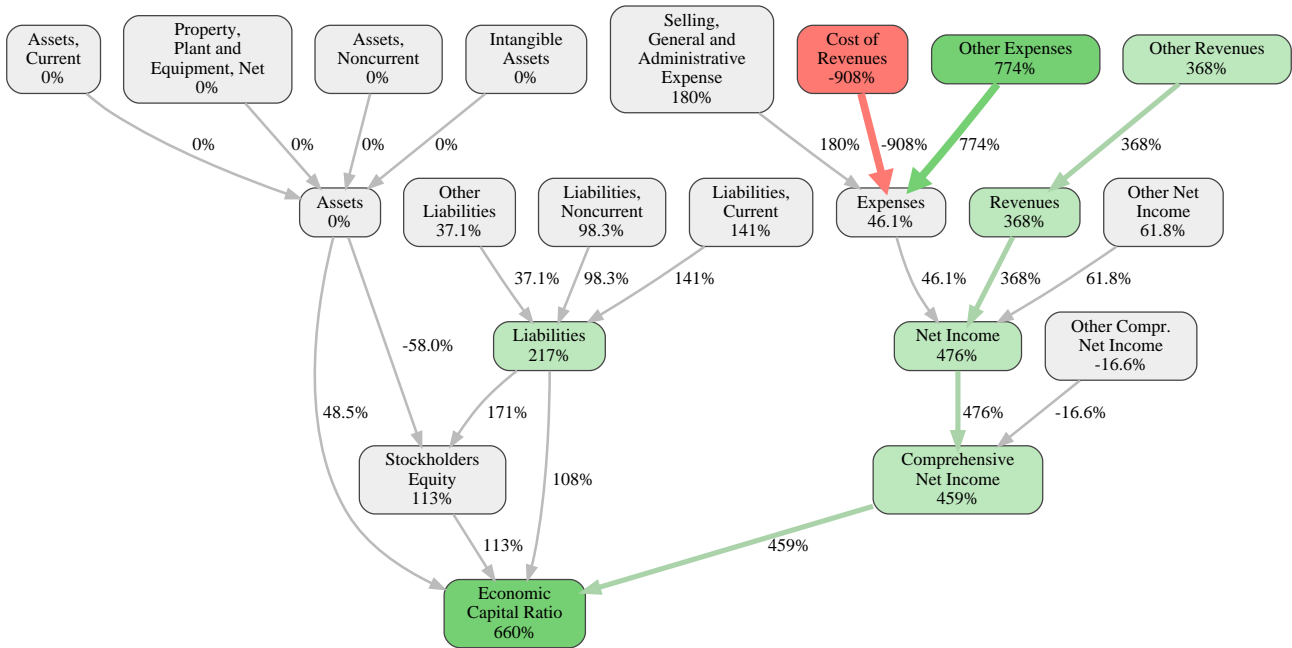 Assets,
Current
0%
Property,
Plant and
Equipment, Net
0%
Assets,
Noncurrent
0%
Intangible
Assets
0%
Selling,
General and
Administrative
Expense
180%
Cost of
Revenues
-908%
Other Expenses
774%
Other Revenues
368%
0%
0%
0%
0%
180%
-908%
774%
368%
Assets
0%
Other
Liabilities
37.1%
Liabilities,
Noncurrent
98.3%
Liabilities,
Current
141%
Expenses
46.1%
Revenues
368%
Other Net
Income
61.8%
37.1%
98.3%
141%
46.1%
368%
61.8%
Liabilities
217%
Net Income
476%
Other Compr.
Net Income
-16.6%
-58.0%
48.5%
171%
108%
476%
-16.6%
Stockholders
Equity
113%
Comprehensive
Net Income
459%
113%
459%
Economic
Capital Ratio
660%